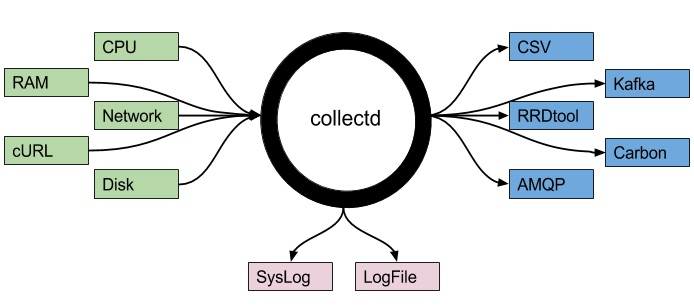 CPU
RAM
Network
cURL
Disk
collectd
CSV
Kafka
RRDtool
Carbon
AMQP
SysLog
LogFile